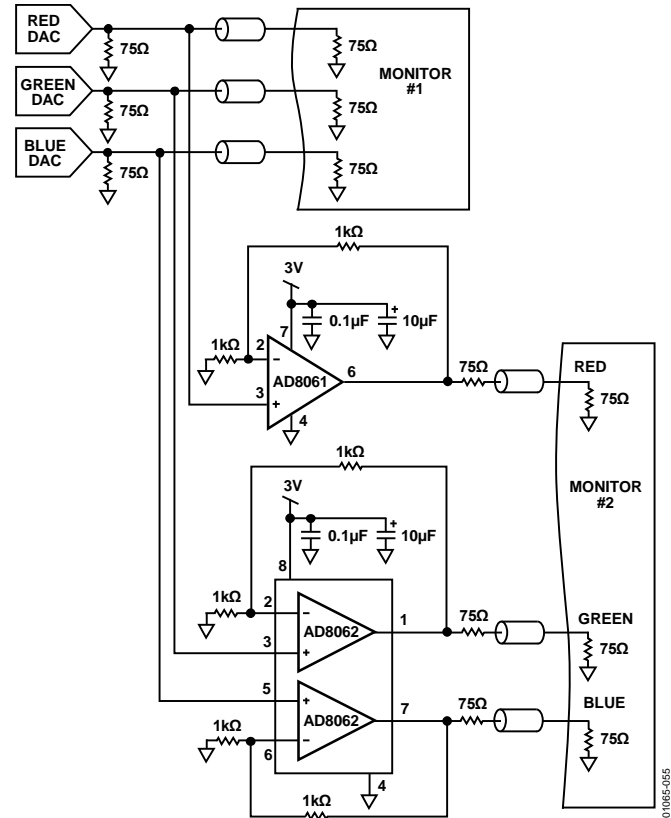 RED
DAC
75Ω
75Ω
GREEN
DAC
75Ω
MONITOR
#1
75Ω
BLUE
DAC
75Ω
75Ω
1kΩ
3V
0.1µF
10µF
+
7
1kΩ
2
−
AD8061
6
3
+
4
75Ω
RED
75Ω
1kΩ
3V
0.1µF
10µF
+
8
MONITOR
#2
1kΩ
2
−
AD8062
1
3
+
75Ω
GREEN
75Ω
5
+
AD8062
7
−
6
1kΩ
75Ω
BLUE
75Ω
4
1kΩ
01065-055